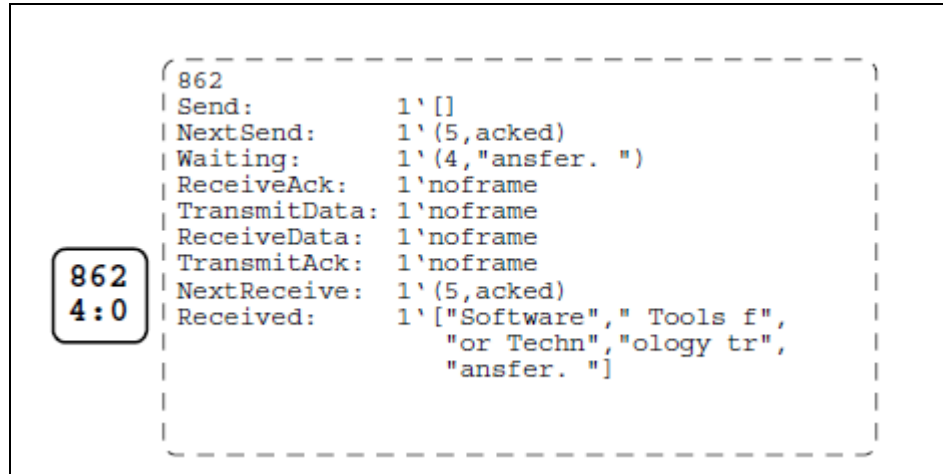 862
4:0
862
Send: 1`[]
NextSend: 1`(5,acked)
Waiting: 1`(4,"ansfer. ")
ReceiveAck: 1`noframe
TransmitData: 1`noframe
ReceiveData: 1`noframe
TransmitAck: 1`noframe
NextReceive: 1`(5,acked)
Received: 1`["Software"," Tools f",
"or Techn","ology tr",
"ansfer. "]